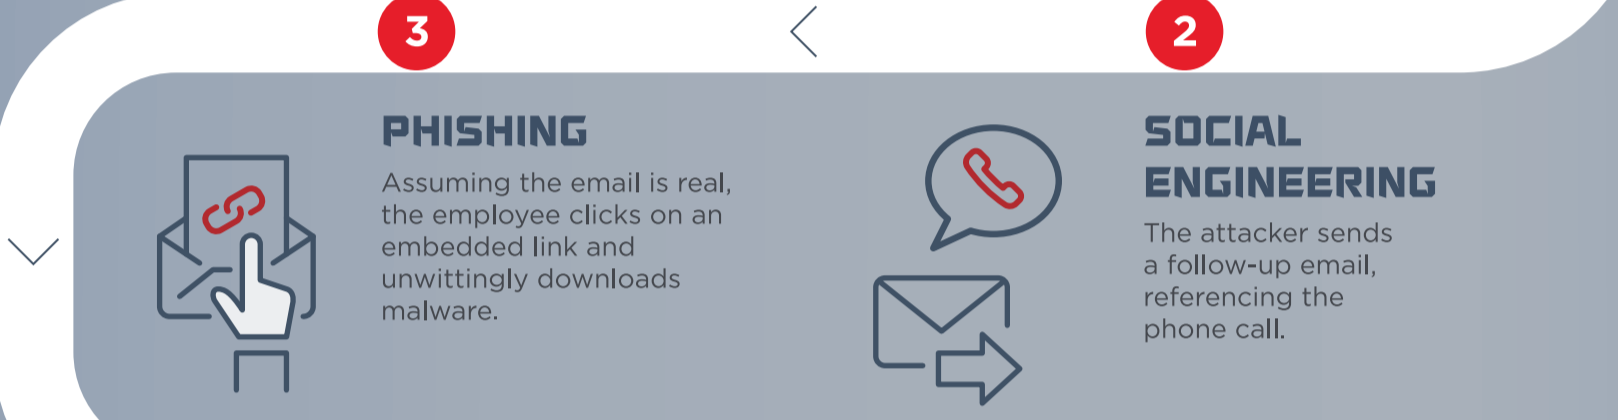 3
PHISHING
Assuming the email is real,
the employee clicks on an
embedded link and
unwittingly downloads
malware.
2
SOCIAL
ENGINEERING
The attacker sends
a follow-up email,
referencing the
phone call.